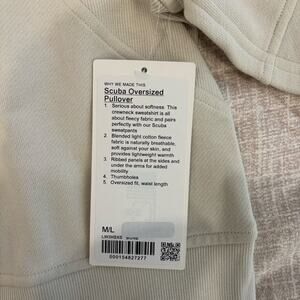 WHY WE MADE THIS
Scuba Oversized
Pullover
1. Serious about softness. This
crewneck sweatshirt is all
about fleecy fabric and pairs
perfectly with our Scuba
sweatpants
2. Blended light cotton fleece
fabric is naturally breathable,
soft against your skin, and
provides lightweight warmth
3. Ribbed panels at the sides and
under the arms for added
mobility
4. Thumbholes
5. Oversized fit, waist length
M/L
000154827277